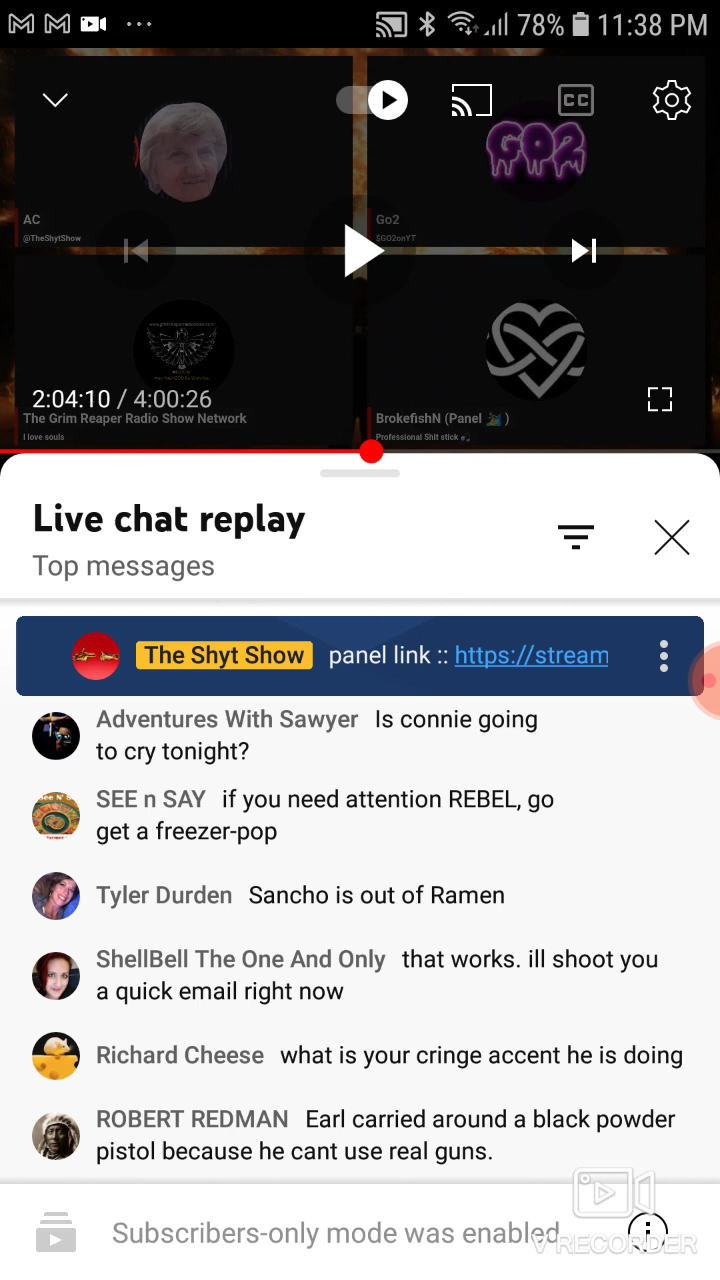 78% 11:38 PM
CC
GO2
AC
@TheShytShow
Go2
$GO2onYT
2:04:10 / 4:00:26
The Grim Reaper Radio Show Network
I love souls
BrokefishN (Panel )
Professional Shit stick
Live chat replay
Top messages
The Shyt Show panel link :: https://stream
Adventures With Sawyer Is connie going
to cry tonight?
SEE n SAY if you need attention REBEL, go
get a freezer-pop
Tyler Durden Sancho is out of Ramen
ShellBell The One And Only that works. ill shoot you
a quick email right now
Richard Cheese what is your cringe accent he is doing
ROBERT REDMAN Earl carried around a black powder
pistol because he cant use real guns.
Subscribers-only mode was enabled
V RECORDER